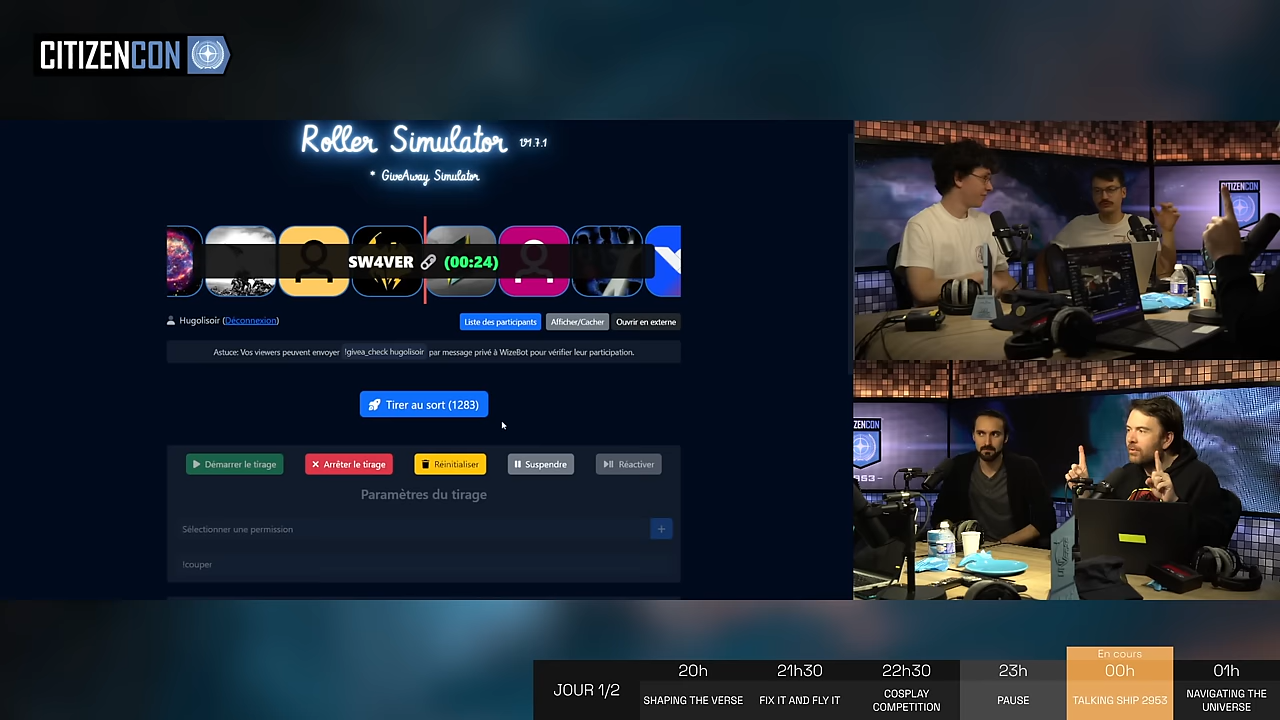 CITIZENCON
Roller Simulator V1.7.1
* GiveAway Simulator
SW4VER (00:24)
Hugolisoir (Déconnexion)
Liste des participants
Afficher/Cacher
Ouvrir en externe
Astuce: Vos viewers peuvent envoyer !givea_check hugolisoir par message privé à WizeBot pour vérifier leur participation.
Tirer au sort (1283)
Démarrer le tirage
Arrêter le tirage
Réinitialiser
Suspendre
Réactiver
Paramètres du tirage
Sélectionner une permission
+
!couper
CITIZENCON
ZENCON
953-
JOUR 1/2
20h
SHAPING THE VERSE
21h30
FIX IT AND FLY IT
22h30
COSPLAY
COMPETITION
23h
PAUSE
En cours
00h
TALKING SHIP 2953
01h
NAVIGATING THE
UNIVERSE